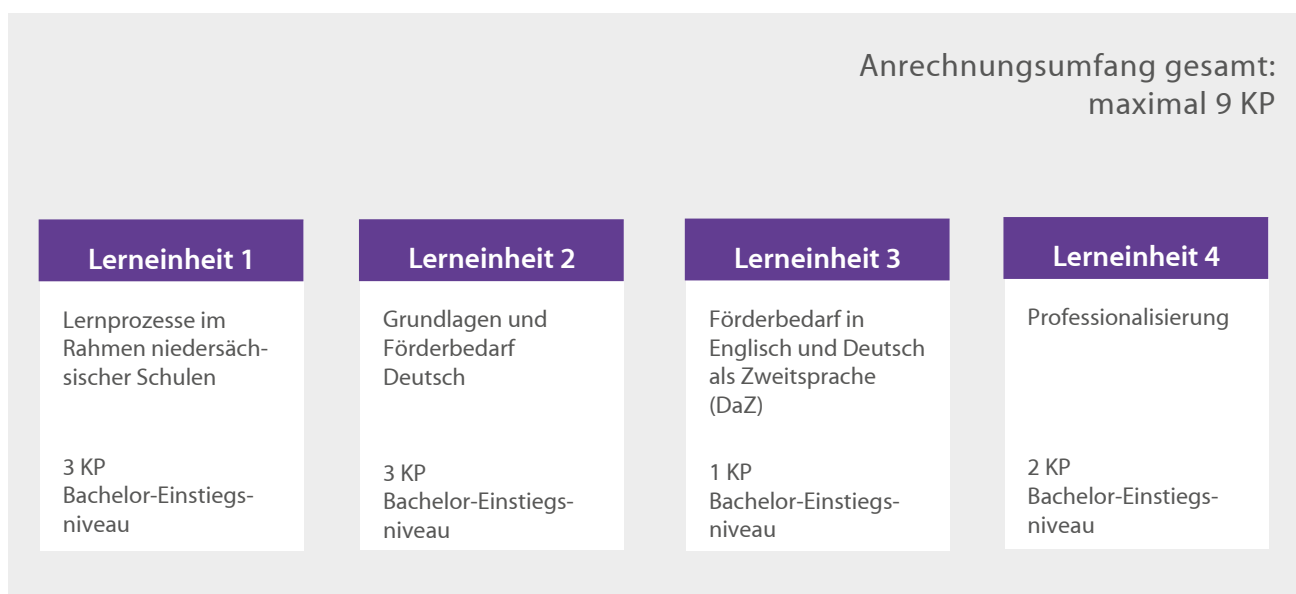 Anrechnungsumfang gesamt:
maximal 9 KP
Lerneinheit 1
Lernprozesse im
Rahmen niedersäch-
sischer Schulen
3 KP
Bachelor-Einstiegs-
niveau
Lerneinheit 2
Grundlagen und
Förderbedarf
Deutsch
3 KP
Bachelor-Einstiegs-
niveau
Lerneinheit 3
Förderbedarf in
Englisch und Deutsch
als Zweitsprache
(DaZ)
1 KP
Bachelor-Einstiegs-
niveau
Lerneinheit 4
Professionalisierung
2 KP
Bachelor-Einstiegs-
niveau